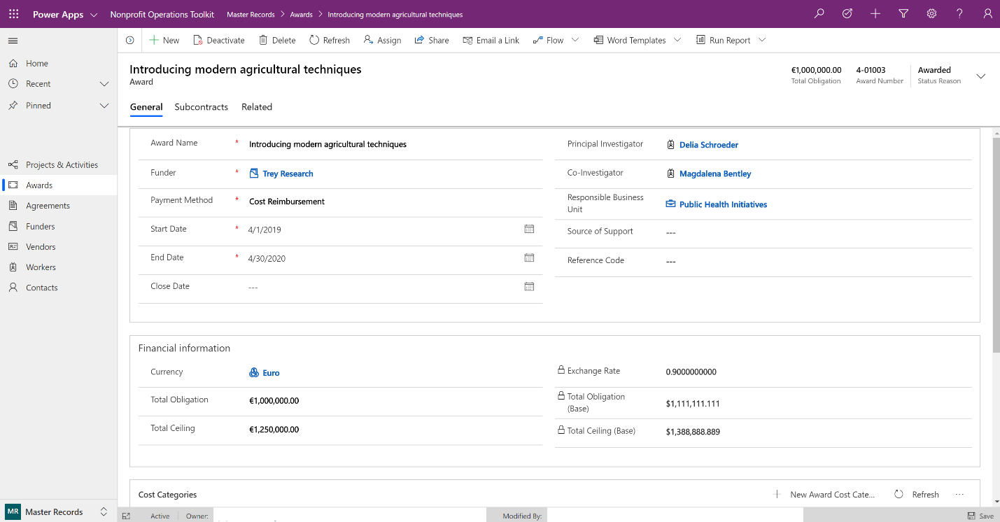 Power Apps Nonprofit Operations Toolkit Master Records > Awards > Introducing modern agricultural techniques
New Deactivate Delete Refresh Assign Share Email a Link Flow Word Templates Run Report
Home
Recent
Pinned
Projects & Activities
Awards
Agreements
Funders
Vendors
Workers
Contacts
MR Master Records
Introducing modern agricultural techniques
Award
€1,000,000.00 4-01003 Awarded
Total Obligation Award Number Status Reason
General Subcontracts Related
Award Name * Introducing modern agricultural techniques
Funder * Trey Research
Payment Method * Cost Reimbursement
Start Date * 4/1/2019
End Date * 4/30/2020
Close Date ---
Principal Investigator Delia Schroeder
Co-Investigator Magdalena Bentley
Responsible Business
Unit
Public Health Initiatives
Source of Support ---
Reference Code ---
Financial information
Currency Euro
Total Obligation €1,000,000.00
Total Ceiling €1,250,000.00
Exchange Rate 0.9000000000
Total Obligation
(Base)
$1,111,111.111
Total Ceiling (Base) $1,388,888.889
Cost Categories New Award Cost Cate... Refresh ...
Active Owner: Modified By: Save